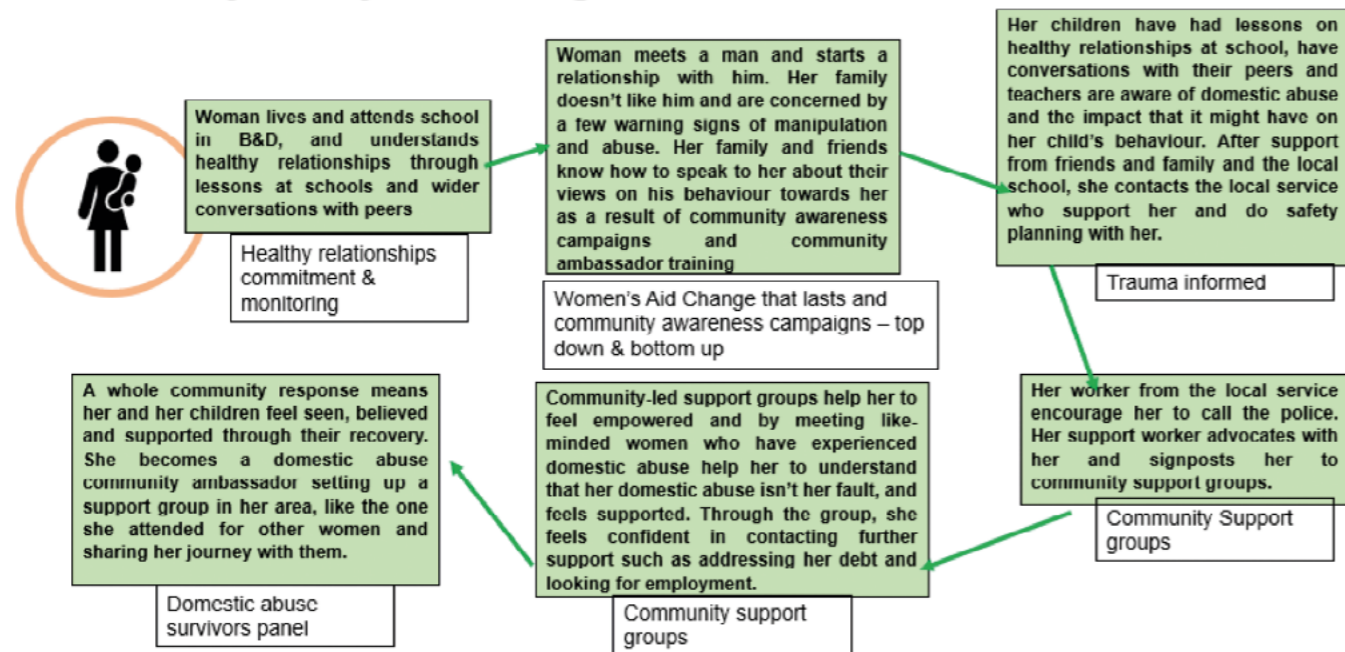 Woman lives and attends school
in B&D, and understands
healthy relationships through
lessons at schools and wider
conversations with peers
Healthy relationships
commitment &
monitoring
Woman meets a man and starts a
relationship with him. Her family
doesn't like him and are concerned by
a few warning signs of manipulation
and abuse. Her family and friends
know how to speak to her about their
views on his behaviour towards her
as a result of community awareness
campaigns and community
ambassador training
Women's Aid Change that lasts and
community awareness campaigns – top
down & bottom up
Her children have had lessons on
healthy relationships at school, have
conversations with their peers and
teachers are aware of domestic abuse
and the impact that it might have on
her child's behaviour. After support
from friends and family and the local
school, she contacts the local service
who support her and do safety
planning with her.
Trauma informed
Her worker from the local service
encourage her to call the police.
Her support worker advocates with
her and signposts her to
community support groups.
Community Support
groups
Community-led support groups help her to
feel empowered and by meeting like-
minded women who have experienced
domestic abuse help her to understand
that her domestic abuse isn't her fault, and
feels supported. Through the group, she
feels confident in contacting further
support such as addressing her debt and
looking for employment.
Community support
groups
A whole community response means
her and her children feel seen, believed
and supported through their recovery.
She becomes a domestic abuse
community ambassador setting up a
support group in her area, like the one
she attended for other women and
sharing her journey with them.
Domestic abuse
survivors panel